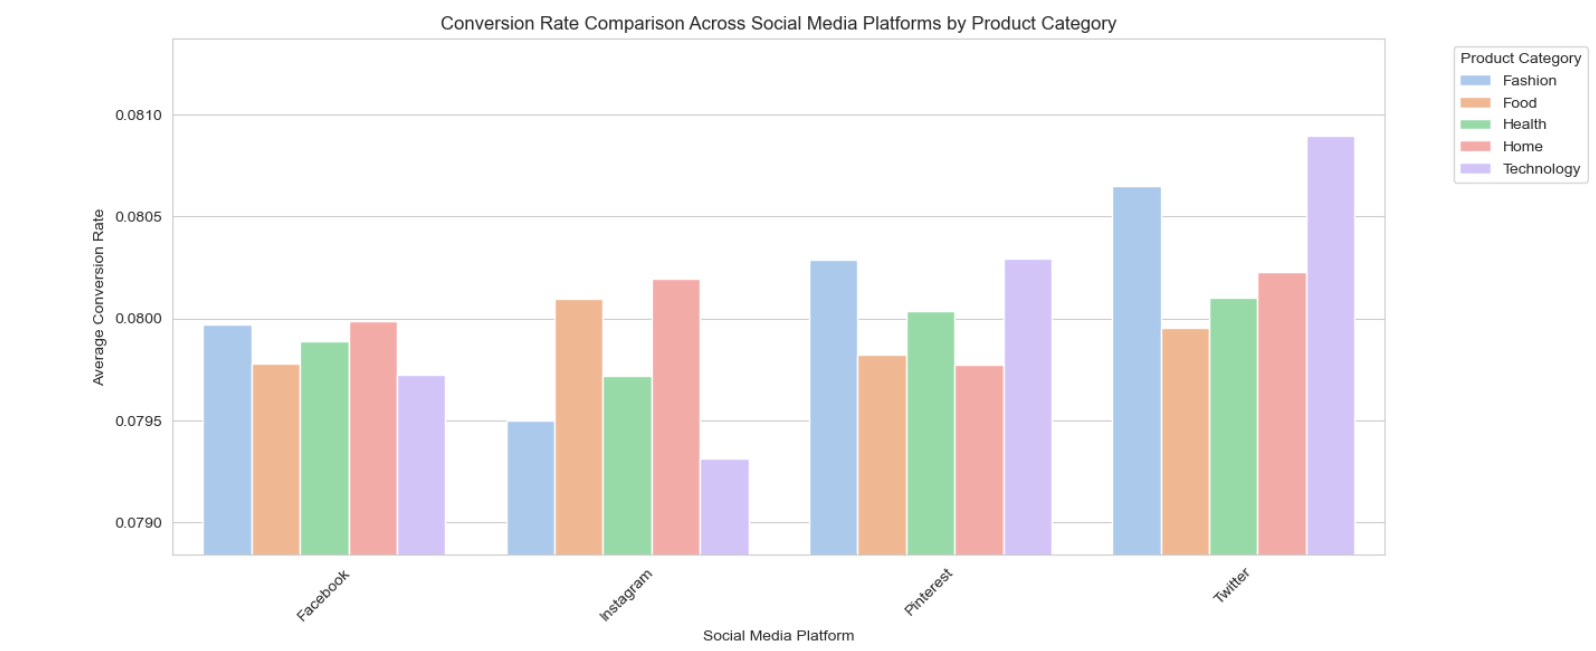 Conversion Rate Comparison Across Social Media Platforms by Product Category
Product Category
Fashion
Food
Health
Home
Technology
Average Conversion Rate
0.0810
0.0805
0.0800
0.0795
0.0790
Facebook
Instagram
Pinterest
Twitter
Social Media Platform